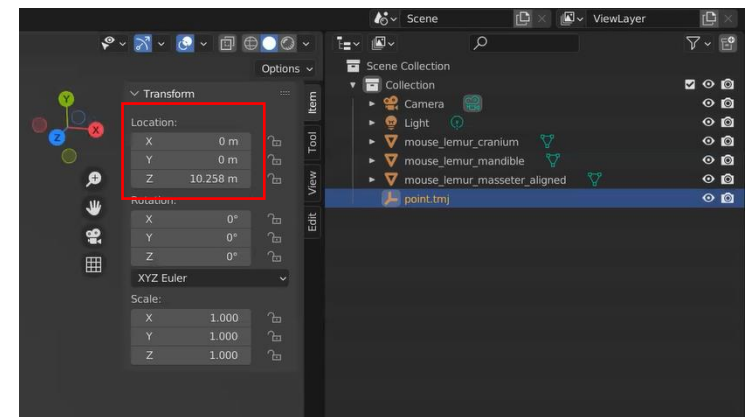 Scene
ViewLayer
Options
Transform
Location:
X 0 m
Y 0 m
Z 10.258 m
Rotation:
X 0°
Y 0°
Z 0°
XYZ Euler
Scale:
X 1.000
Y 1.000
Z 1.000
Item
Tool
View
Edit
Y
X
Z
Scene Collection
Collection
Camera
Light
mouse_lemur_cranium
mouse_lemur_mandible
mouse_lemur_masseter_aligned
point.tmj